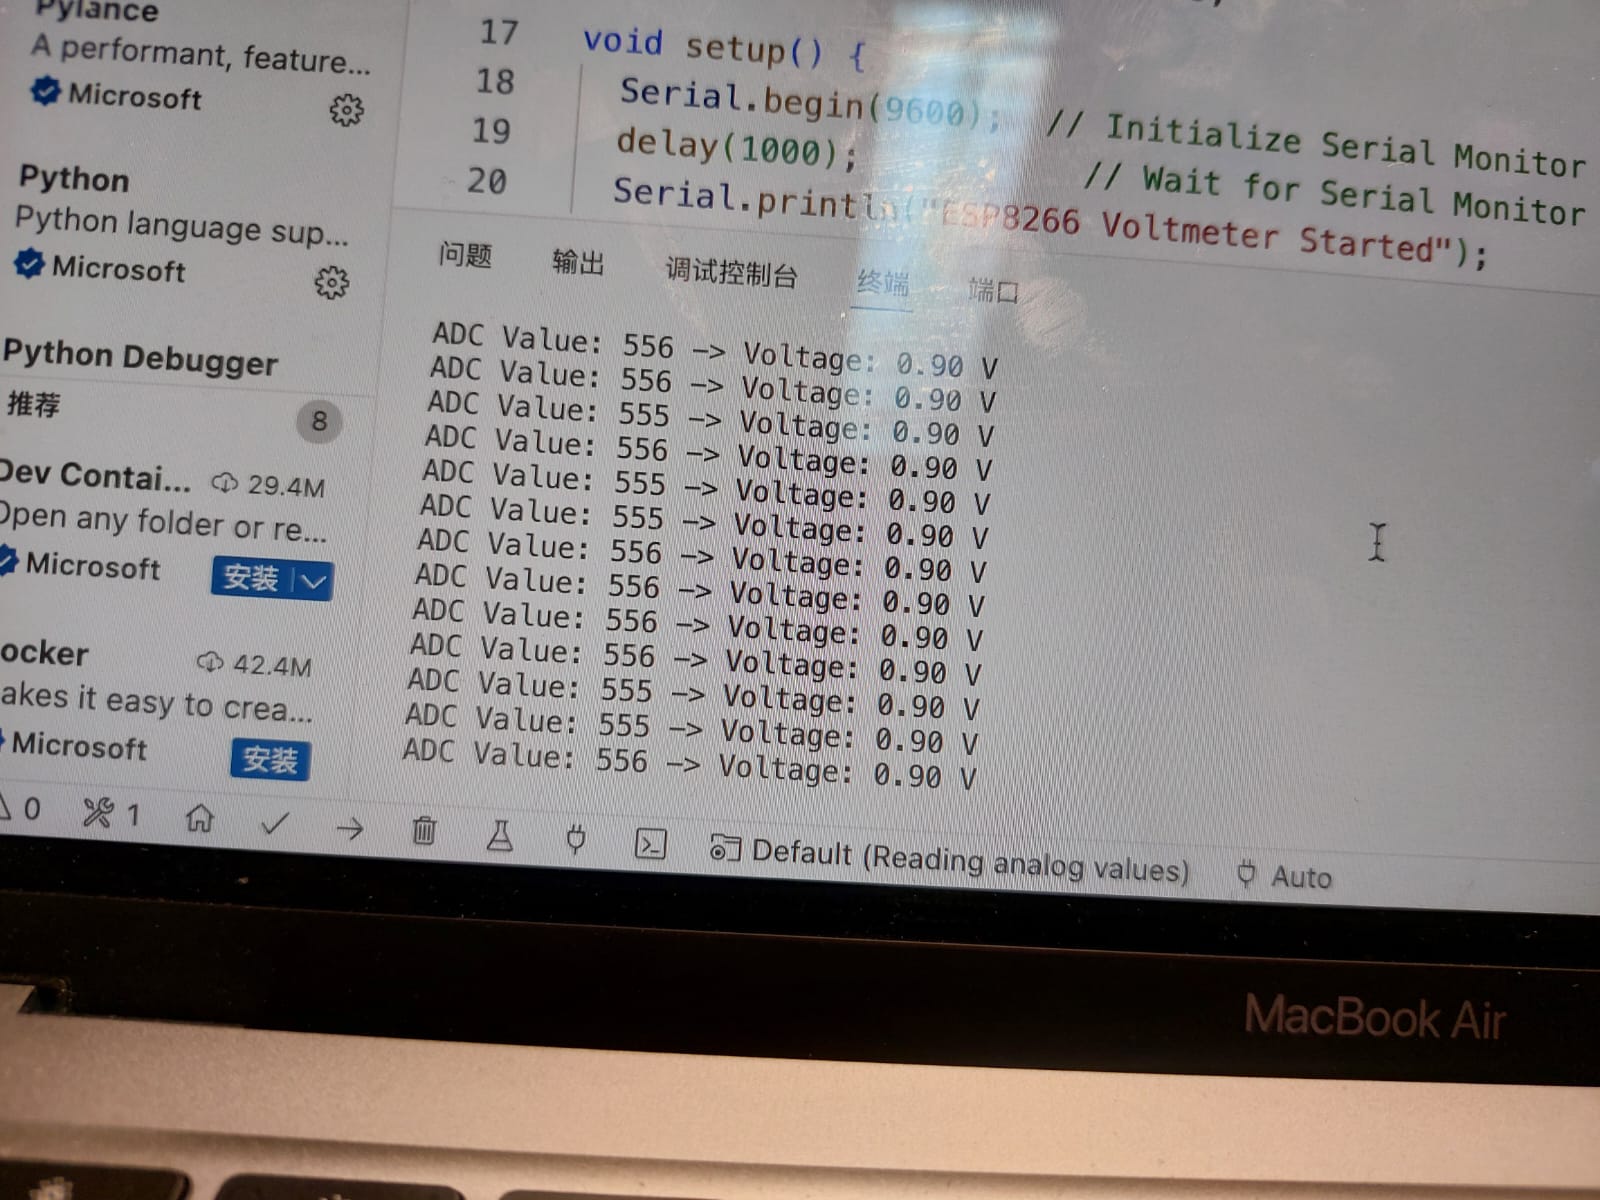 Pylance
A performant, feature...
Microsoft
Python
Python language sup...
Microsoft
Python Debugger
推荐
8
Dev Contai... 29.4M
Open any folder or re...
Microsoft
安装
ocker 42.4M
akes it easy to crea...
Microsoft
安装
17 void setup() {
18 Serial.begin(9600); // Initialize Serial Monitor
19 delay(1000); // Wait for Serial Monitor
20 Serial.println("ESP8266 Voltmeter Started");
问题 输出 调试控制台 终端 端口
ADC Value: 556 -> Voltage: 0.90 V
ADC Value: 556 -> Voltage: 0.90 V
ADC Value: 555 -> Voltage: 0.90 V
ADC Value: 556 -> Voltage: 0.90 V
ADC Value: 555 -> Voltage: 0.90 V
ADC Value: 555 -> Voltage: 0.90 V
ADC Value: 556 -> Voltage: 0.90 V
ADC Value: 556 -> Voltage: 0.90 V
ADC Value: 556 -> Voltage: 0.90 V
ADC Value: 556 -> Voltage: 0.90 V
ADC Value: 555 -> Voltage: 0.90 V
ADC Value: 555 -> Voltage: 0.90 V
ADC Value: 556 -> Voltage: 0.90 V
0 1 Default (Reading analog values) Auto
MacBook Air